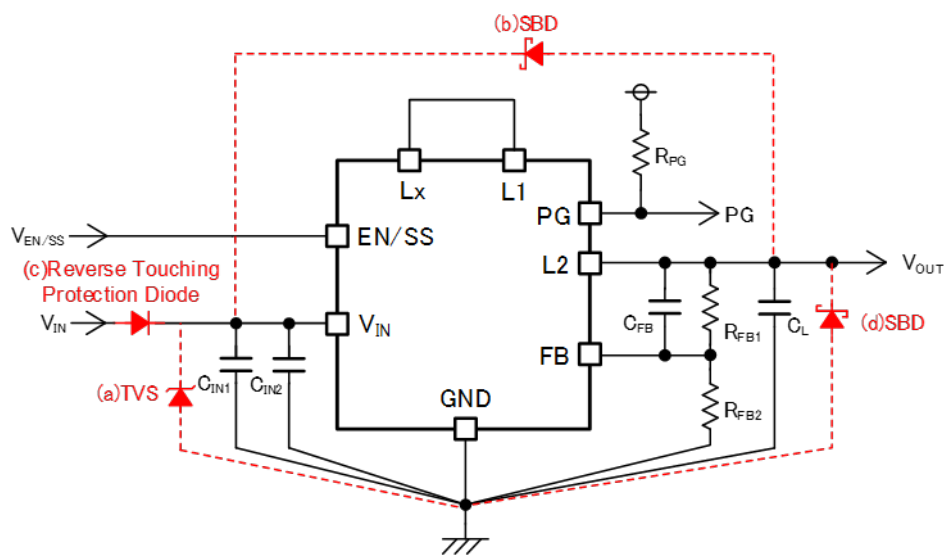 (b)SBD
Lx
L1
RPG
PG
PG
VEN/SS
EN/SS
L2
VOUT
(c)Reverse Touching
Protection Diode
VIN
VIN
CFB
RFB1
CL
(d)SBD
FB
(a)TVS
CIN1
CIN2
GND
RFB2